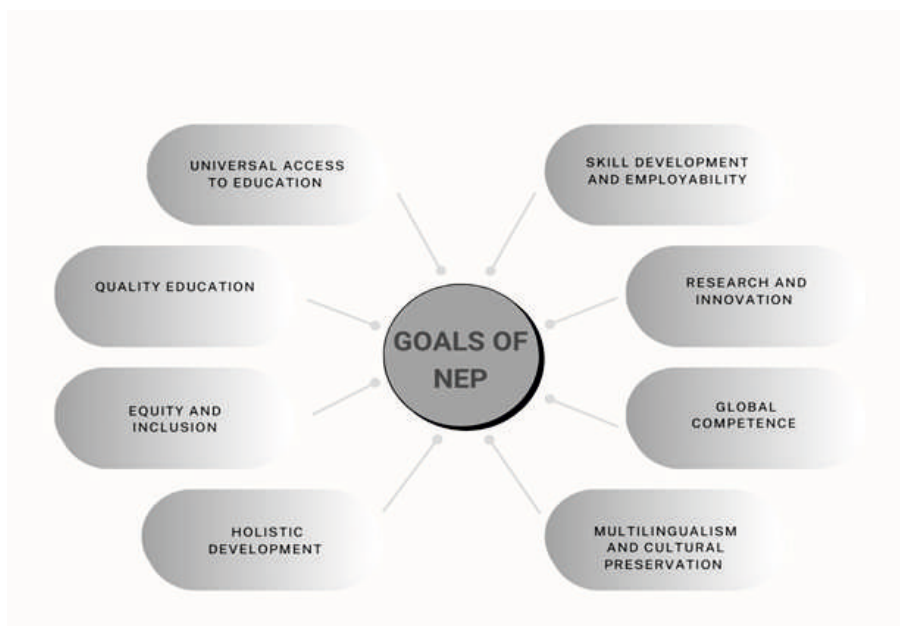 UNIVERSAL ACCESS
TO EDUCATION
SKILL DEVELOPMENT
AND EMPLOYABILITY
QUALITY EDUCATION
RESEARCH AND
INNOVATION
GOALS OF
NEP
EQUITY AND
INCLUSION
GLOBAL
COMPETENCE
HOLISTIC
DEVELOPMENT
MULTILINGUALISM
AND CULTURAL
PRESERVATION